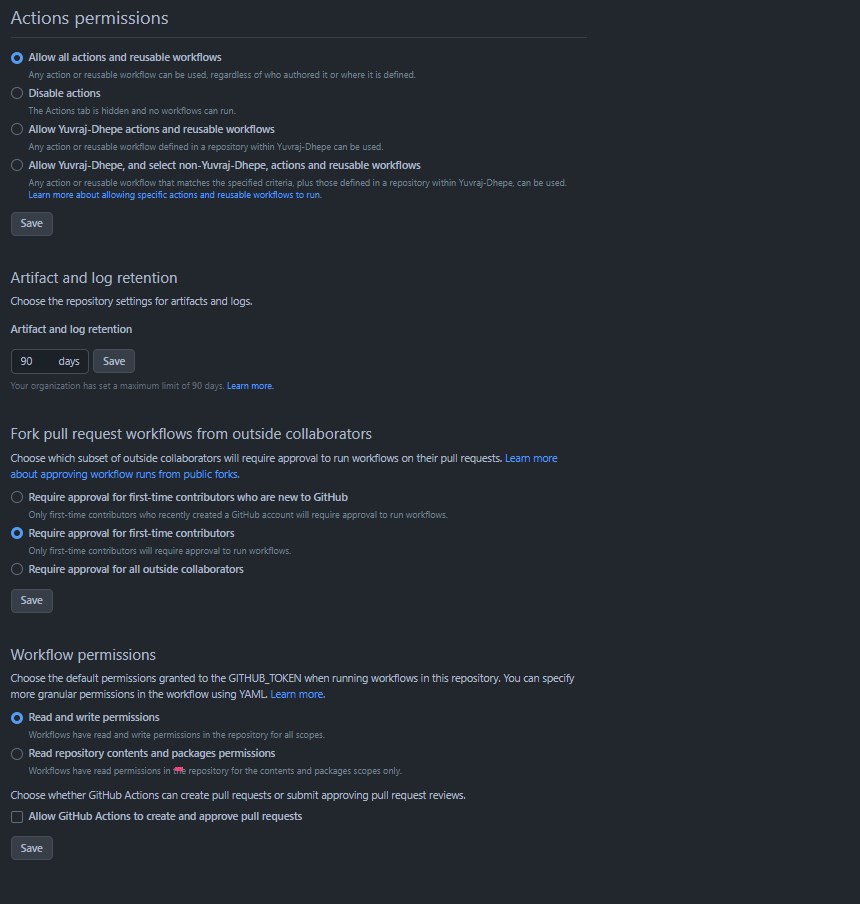 Actions permissions
Allow all actions and reusable workflows
Any action or reusable workflow can be used, regardless of who authored it or where it is defined.
Disable actions
The Actions tab is hidden and no workflows can run.
Allow Yuvraj-Dhepe actions and reusable workflows
Any action or reusable workflow defined in a repository within Yuvraj-Dhepe can be used.
Allow Yuvraj-Dhepe, and select non-Yuvraj-Dhepe, actions and reusable workflows
Any action or reusable workflow that matches the specified criteria, plus those defined in a repository within Yuvraj-Dhepe, can be used.
Learn more about allowing specific actions and reusable workflows to run.
Save
Artifact and log retention
Choose the repository settings for artifacts and logs.
Artifact and log retention
90 days Save
Your organization has set a maximum limit of 90 days. Learn more.
Fork pull request workflows from outside collaborators
Choose which subset of outside collaborators will require approval to run workflows on their pull requests. Learn more
about approving workflow runs from public forks.
Require approval for first-time contributors who are new to GitHub
Only first-time contributors who recently created a GitHub account will require approval to run workflows.
Require approval for first-time contributors
Only first-time contributors will require approval to run workflows.
Require approval for all outside collaborators
Save
Workflow permissions
Choose the default permissions granted to the GITHUB_TOKEN when running workflows in this repository. You can specify
more granular permissions in the workflow using YAML. Learn more.
Read and write permissions
Workflows have read and write permissions in the repository for all scopes.
Read repository contents and packages permissions
Workflows have read permissions in the repository for the contents and packages scopes only.
Choose whether GitHub Actions can create pull requests or submit approving pull request reviews.
Allow GitHub Actions to create and approve pull requests
Save